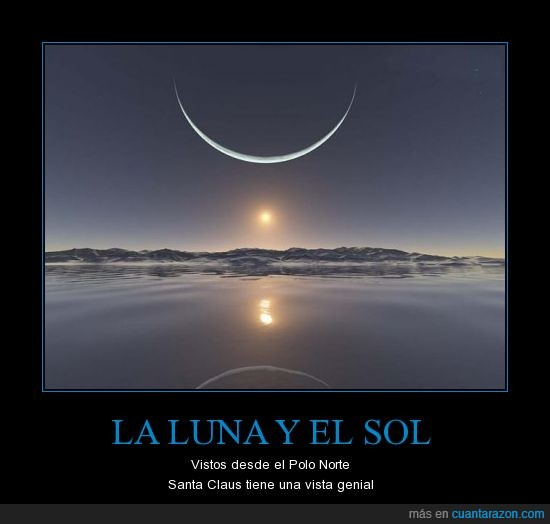 LA LUNA Y EL SOL
Vistos desde el Polo Norte
Santa Claus tiene una vista genial
más en cuantarazon.com